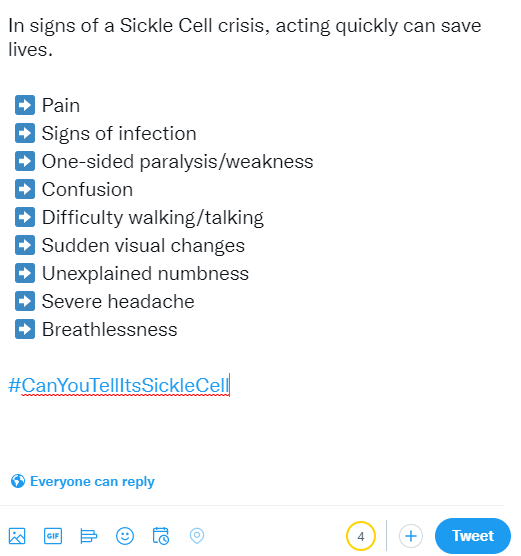 In signs of a Sickle Cell crisis, acting quickly can save
lives.
➡️ Pain
➡️ Signs of infection
➡️ One-sided paralysis/weakness
➡️ Confusion
➡️ Difficulty walking/talking
➡️ Sudden visual changes
➡️ Unexplained numbness
➡️ Severe headache
➡️ Breathlessness
#CanYouTellItsSickleCell
Everyone can reply
GIF
4
+
Tweet